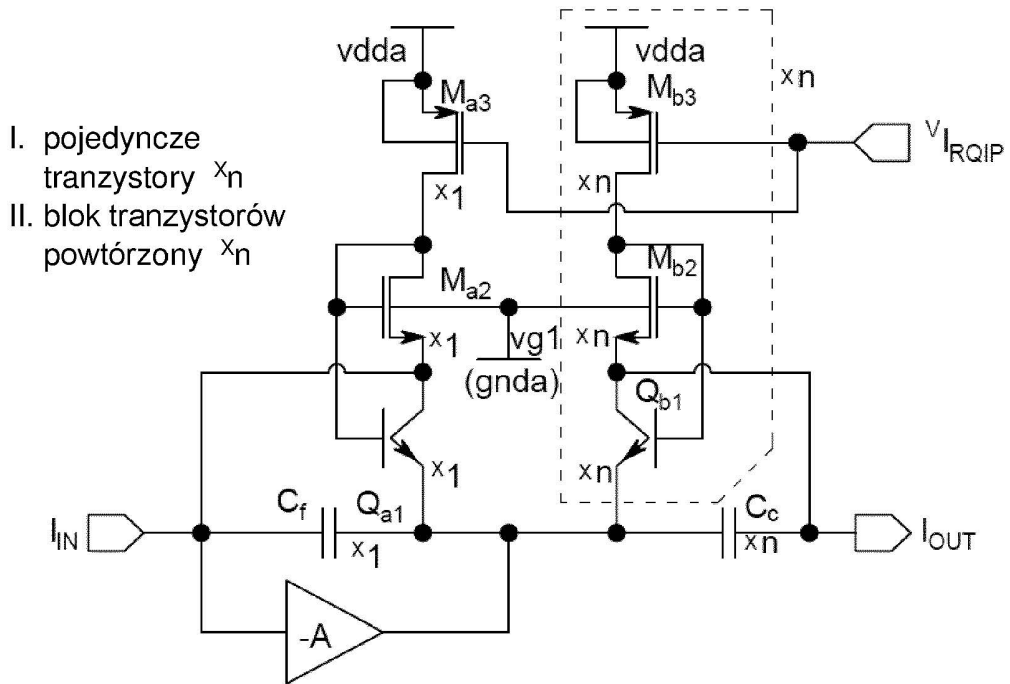 vdda
vdda
Ma3
Mb3
xn
I. pojedyncze
tranzystory xn
II. blok tranzystorów
powtórzony xn
VIRQIP
x1
xn
Ma2
Mb2
x1
vg1
(gnda)
xn
Qb1
x1
xn
IIN
Cf
x1
Qa1
Cc
xn
IOUT
-A